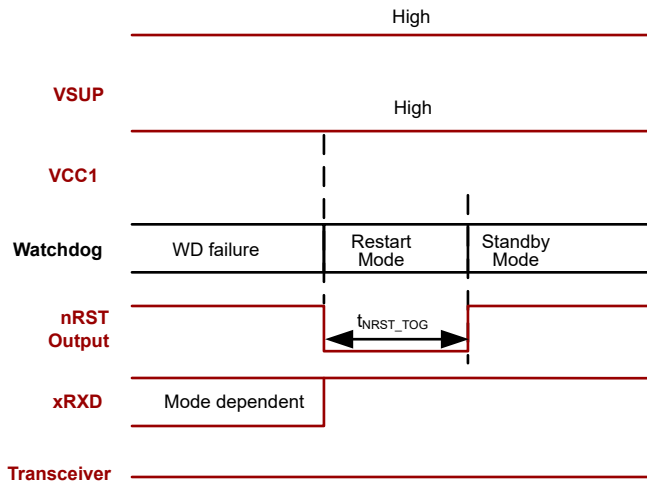 High
VSUP
High
VCC1
Watchdog
WD failure
Restart
Mode
Standby
Mode
nRST
Output
tNRST_TOG
xRXD
Mode dependent
Transceiver